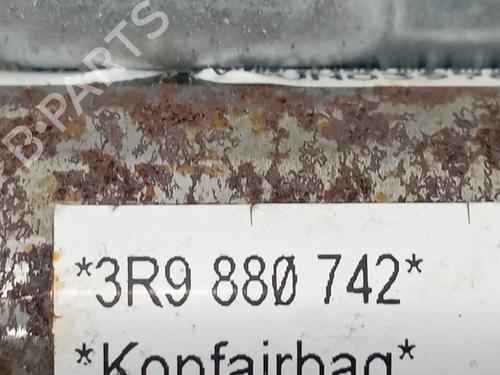 B-PARTS
*3R9 880 742*
*Kopfairbag*